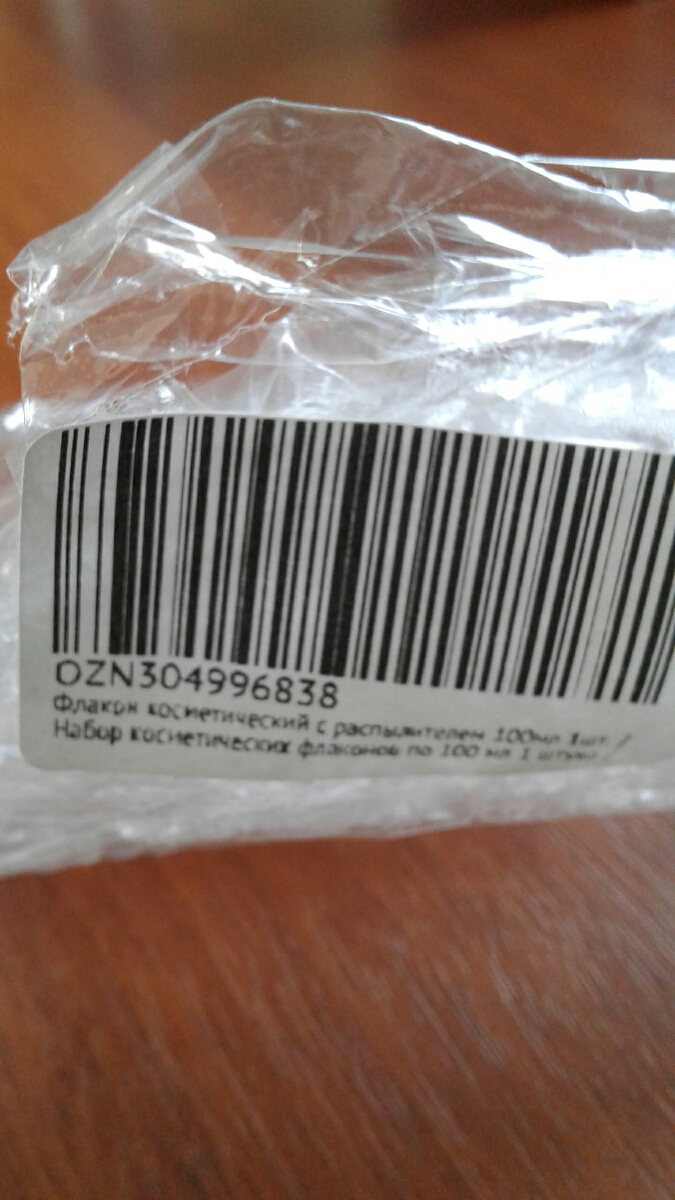 OZN304996838
Флакон косметический с распылителем 100мл 1шт. /
Набор косметических флаконов по 100 мл 1 штука